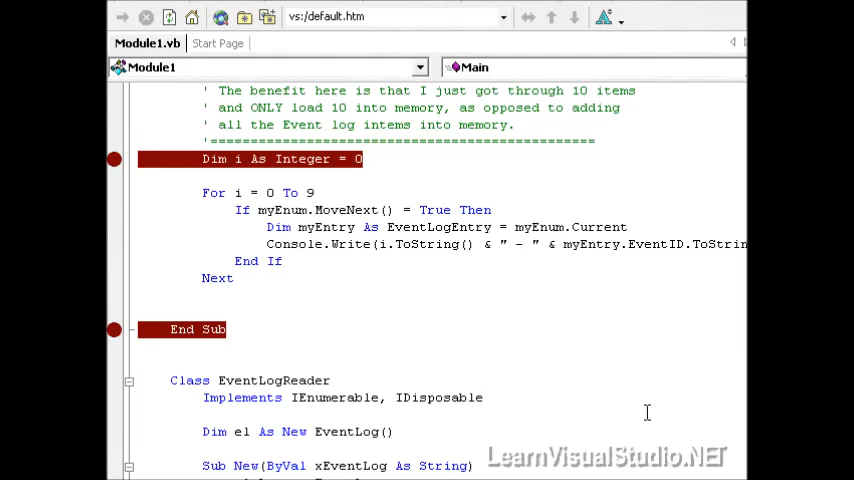 vs:/default.htm
Module1.vb
Start Page
Module1
Main
' The benefit here is that I just got through 10 items
' and ONLY load 10 into memory, as opposed to adding
' all the Event log intems into memory.
'================================================
Dim i As Integer = 0
For i = 0 To 9
If myEnum.MoveNext() = True Then
Dim myEntry As EventLogEntry = myEnum.Current
Console.Write(i.ToString() & " - " & myEntry.EventID.ToStrin
End If
Next
End Sub
Class EventLogReader
Implements IEnumerable, IDisposable
Dim el As New EventLog()
Sub New(ByVal xEventLog As String)
LearnVisualStudio.NET